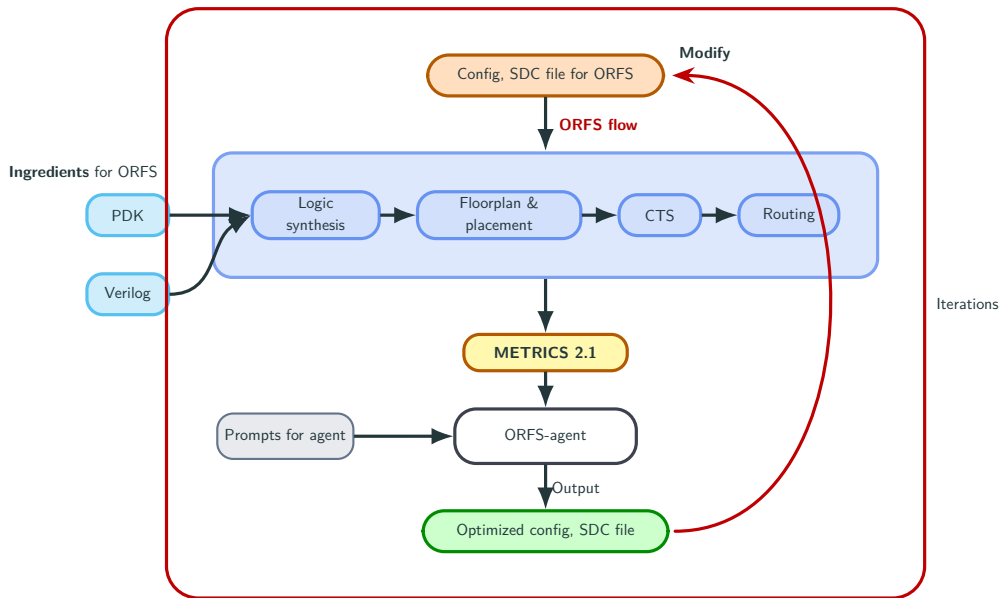 Modify
Config, SDC file for ORFS
ORFS flow
Ingredients for ORFS
PDK
Verilog
Logic
synthesis
Floorplan &
placement
CTS
Routing
Iterations
METRICS 2.1
Prompts for agent
ORFS-agent
Output
Optimized config, SDC file